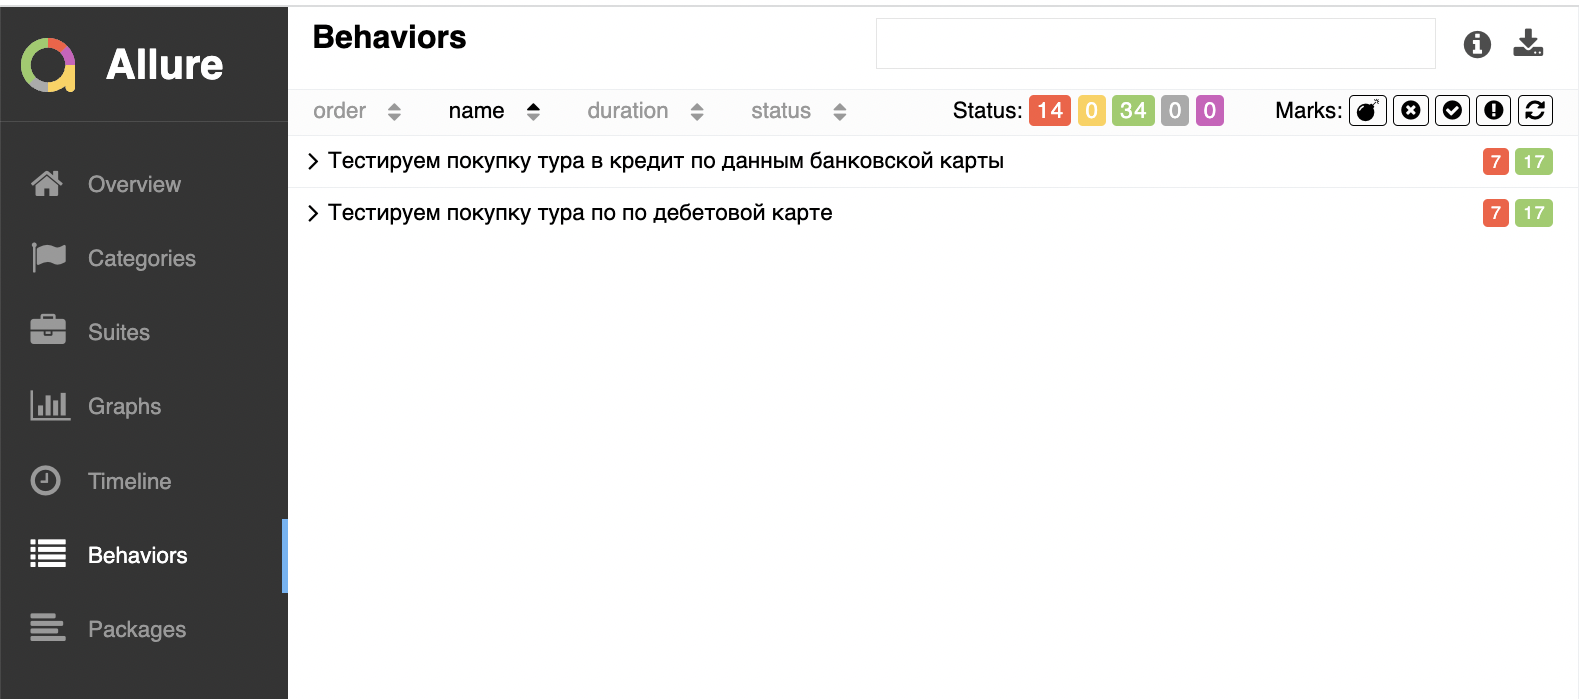 Allure
Overview
Categories
Suites
Graphs
Timeline
Behaviors
Packages
Behaviors
order name duration status Status: 14 0 34 0 0 Marks:
Тестируем покупку тура в кредит по данным банковской карты 7 17
Тестируем покупку тура по по дебетовой карте 7 17